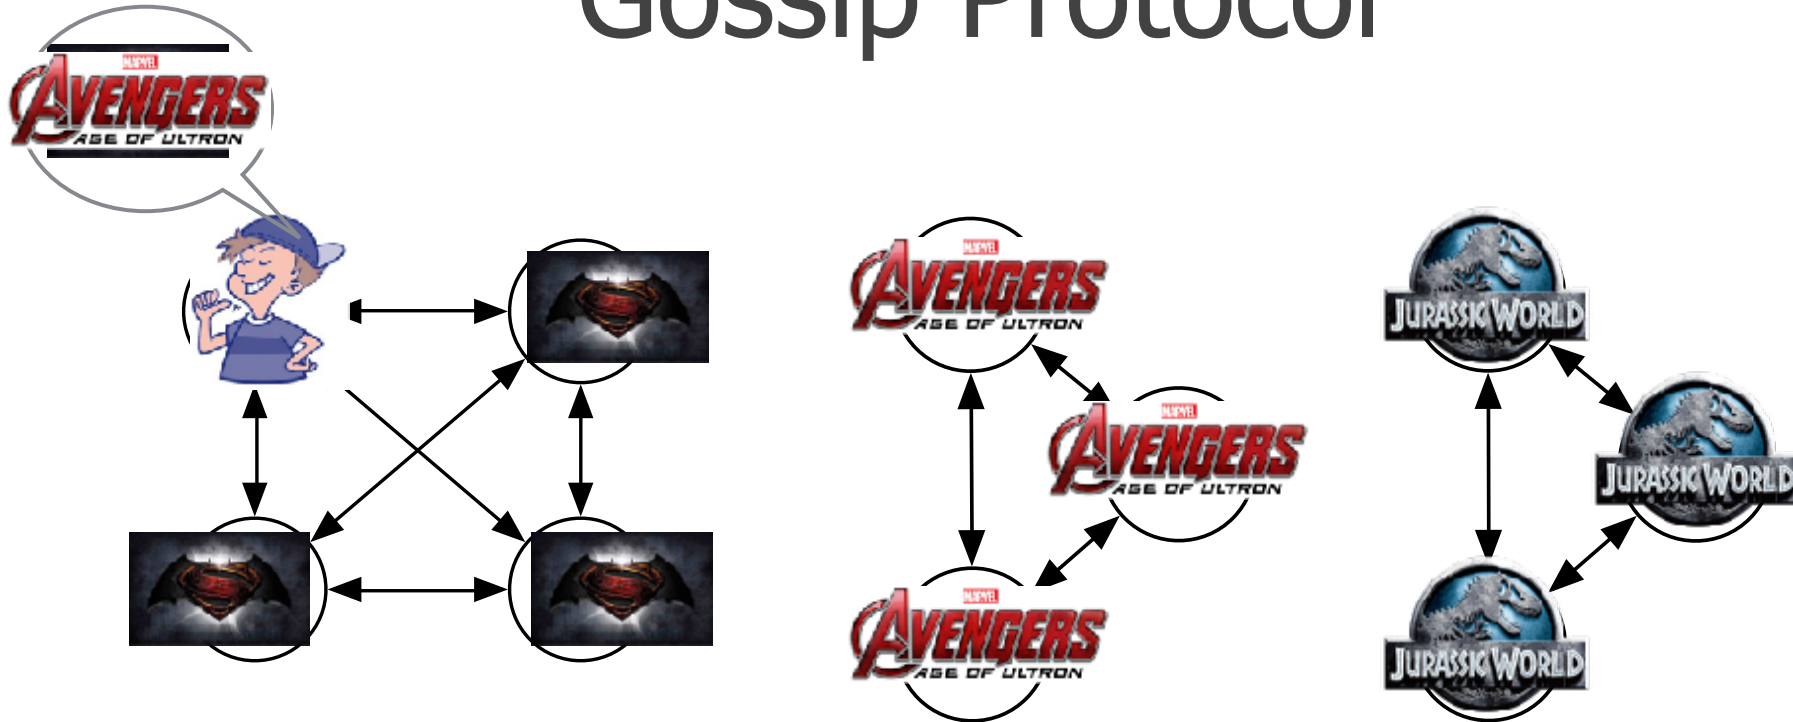 Gossip Protocol
MARVEL
AVENGERS
AGE OF ULTRON
MARVEL
AVENGERS
AGE OF ULTRON
JURASSIC WORLD
MARVEL
AVENGERS
AGE OF ULTRON
JURASSIC WORLD
MARVEL
AVENGERS
AGE OF ULTRON
JURASSIC WORLD